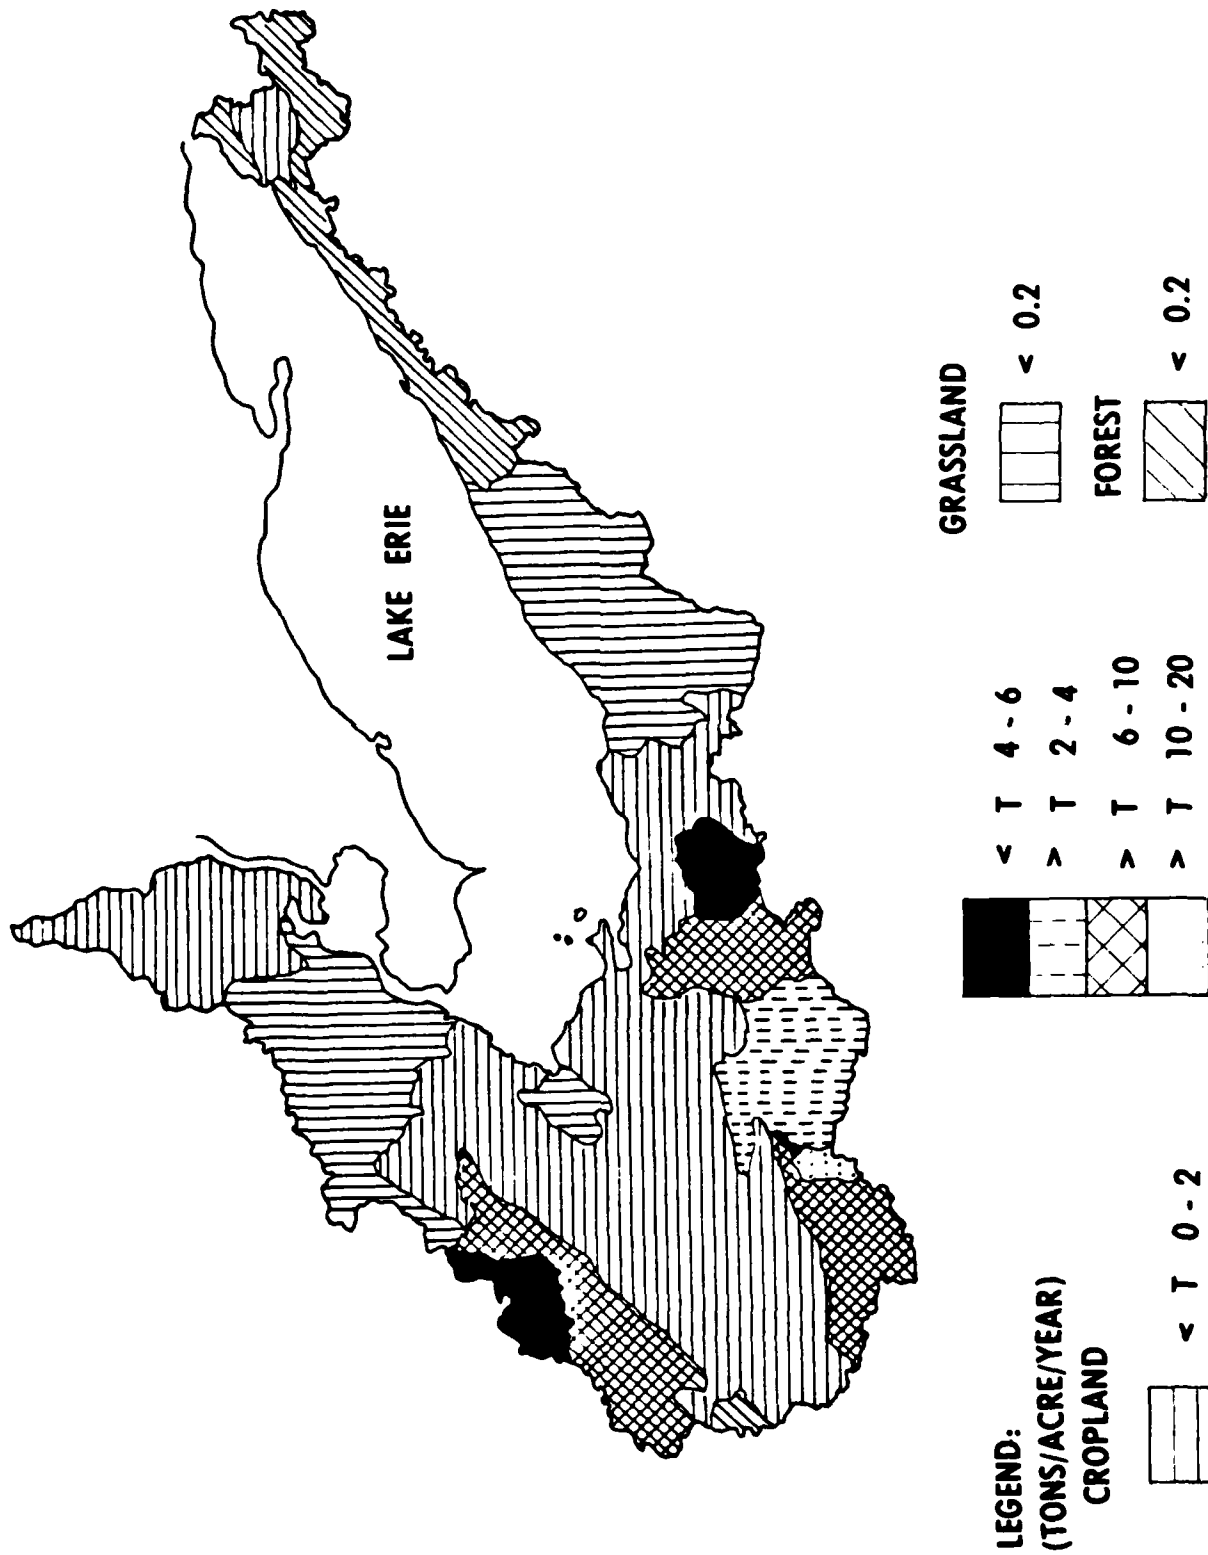 LAKE ERIE
LEGEND:
(TONS/ACRE/YEAR)
CROPLAND
< T 0 - 2
< T 4 - 6
> T 2 - 4
> T 6 - 10
> T 10 - 20
GRASSLAND
< 0.2
FOREST
< 0.2